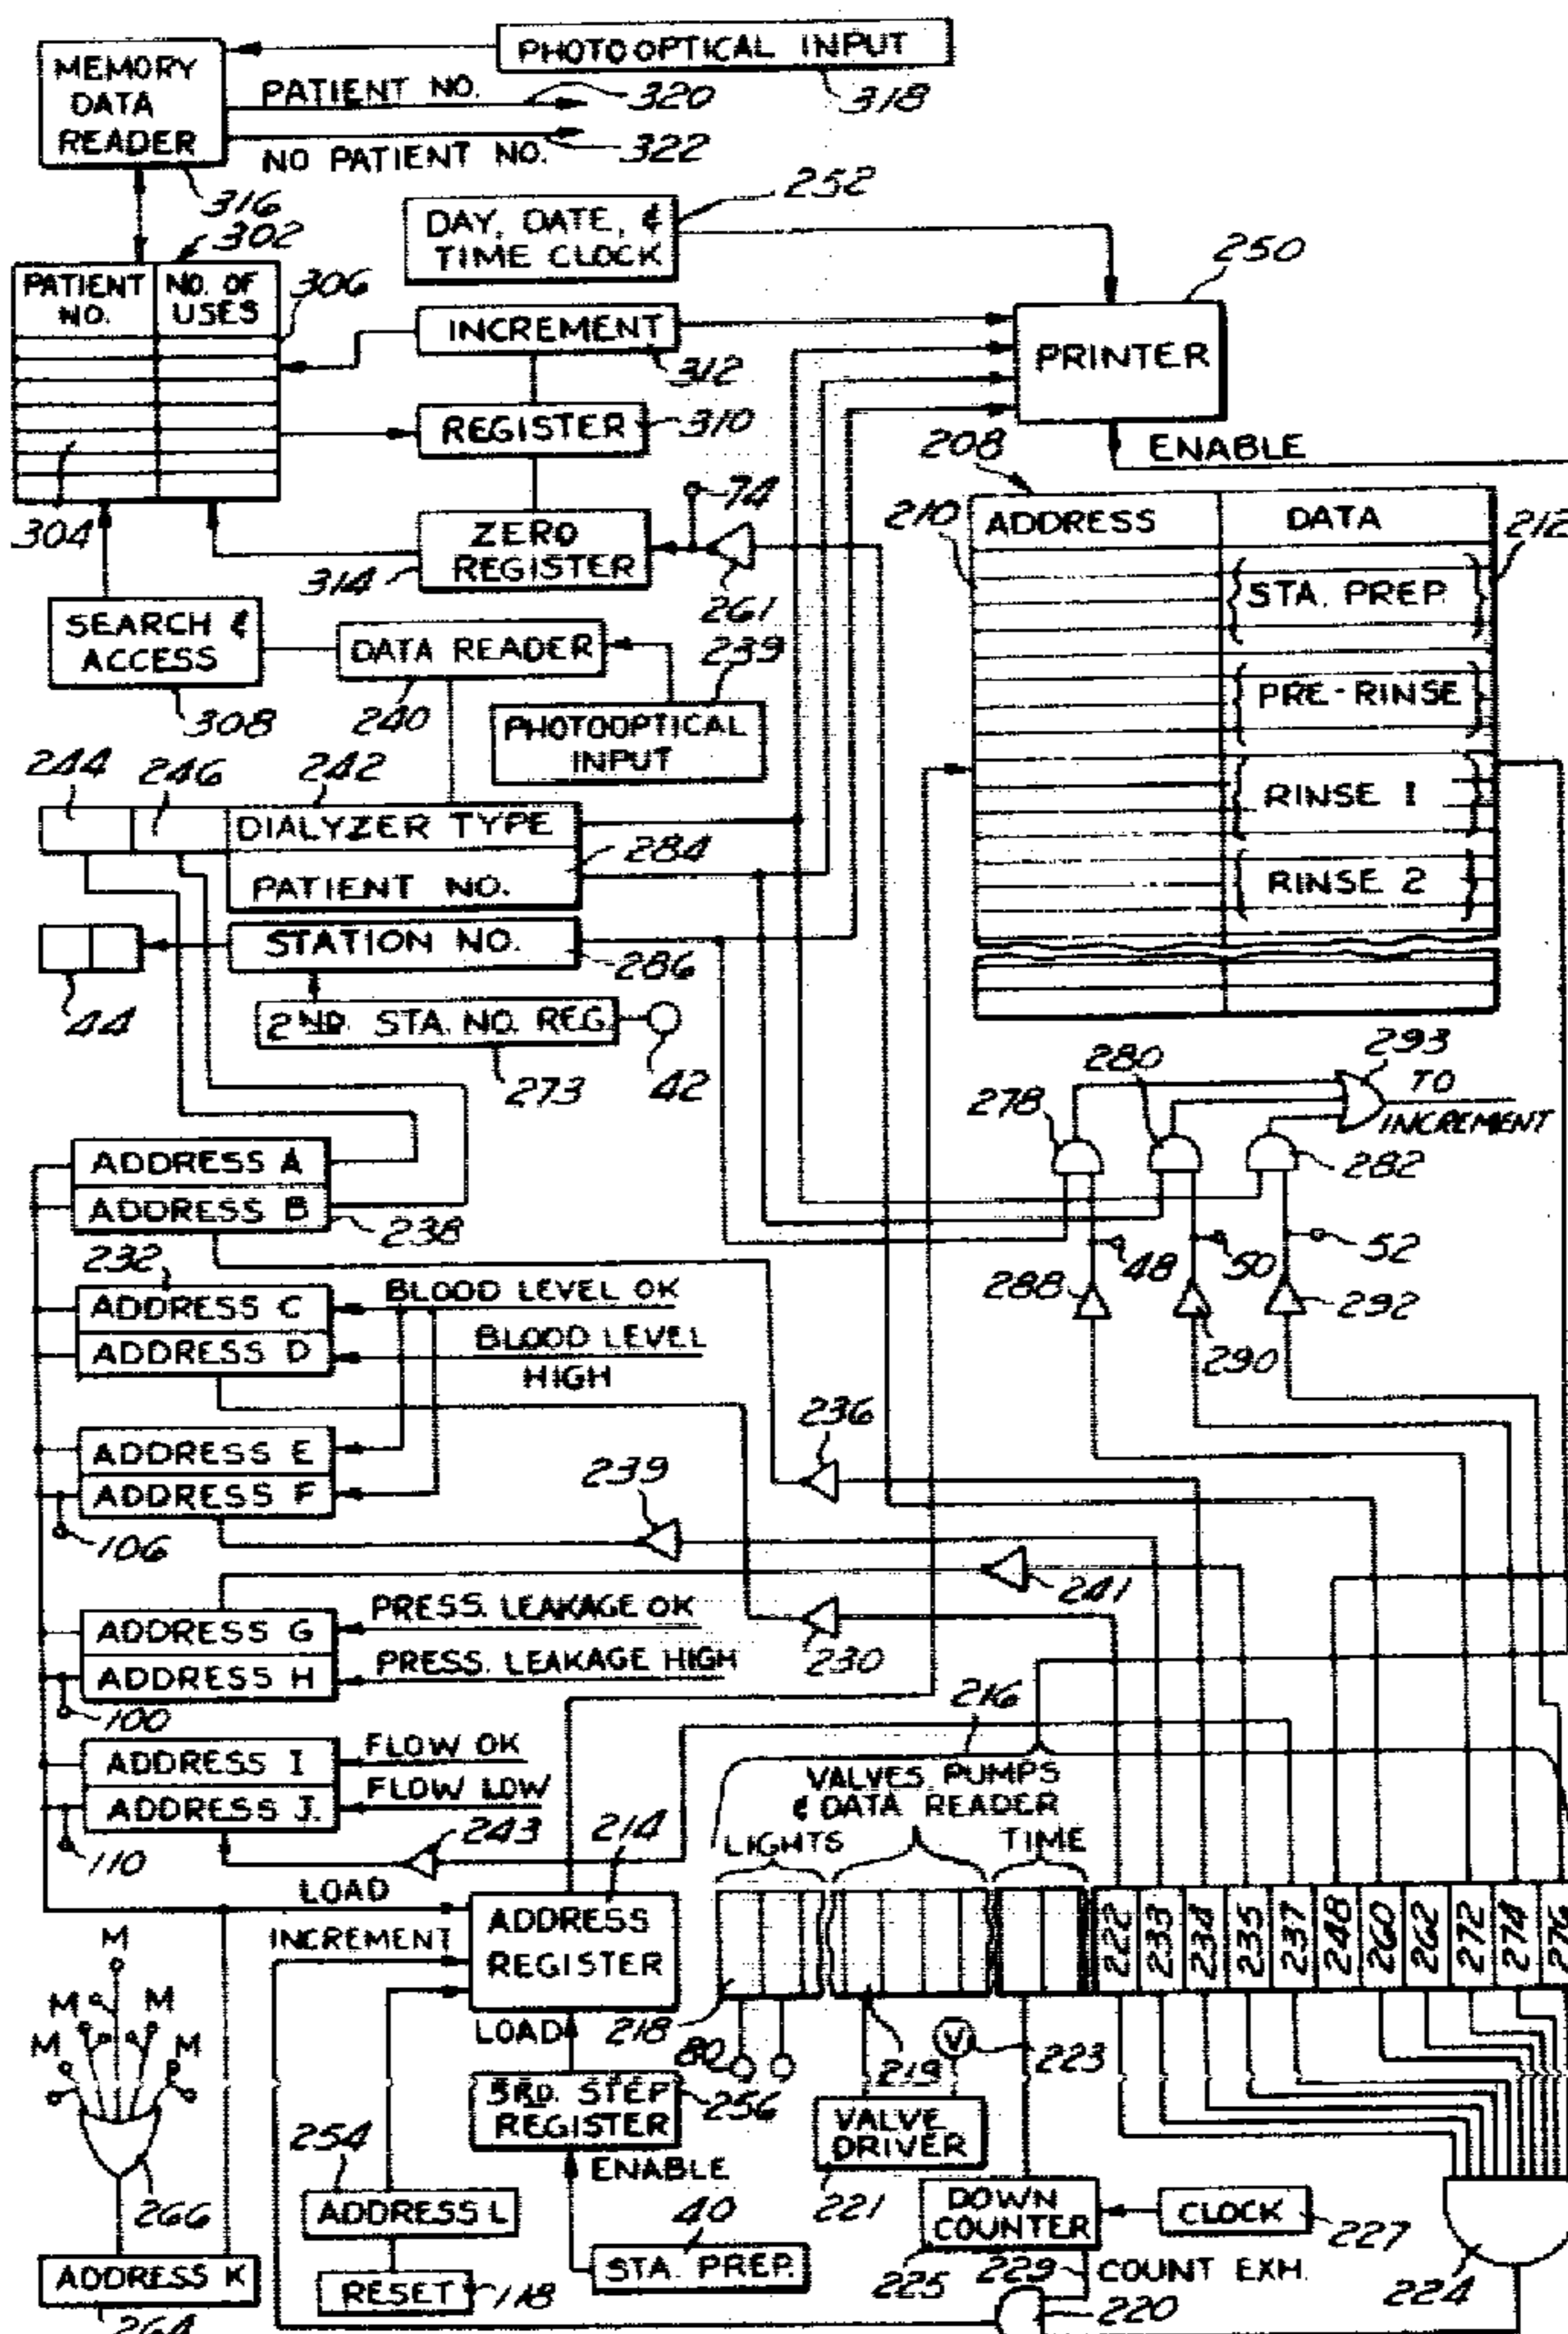 PHOTOOPTICAL INPUT
318
MEMORY
DATA
READER
PATIENT NO.
320
NO PATIENT NO.
322
316
302
252
DAY, DATE, &
TIME CLOCK
250
PATIENT
NO.
NO. OF
USES
306
INCREMENT
312
PRINTER
REGISTER
310
208
ENABLE
304
74
210
ADDRESS
DATA
212
ZERO
REGISTER
314
261
STA. PREP.
SEARCH &
ACCESS
308
DATA READER
240
239
PHOTOOPTICAL
INPUT
PRE-RINSE
244
246
242
DIALYZER TYPE
284
PATIENT NO.
RINSE 1
RINSE 2
STATION NO.
286
44
2ND. STA. NO. REG.
273
42
278
280
293
TO
INCREMENT
282
ADDRESS A
ADDRESS B
238
232
48
50
52
288
290
292
ADDRESS C
BLOOD LEVEL OK
ADDRESS D
BLOOD LEVEL
HIGH
236
ADDRESS E
ADDRESS F
239
106
241
ADDRESS G
PRESS. LEAKAGE OK
ADDRESS H
PRESS. LEAKAGE HIGH
230
100
216
ADDRESS I
FLOW OK
ADDRESS J.
FLOW LOW
110
243
214
VALVES PUMPS
& DATA READER
LIGHTS
TIME
LOAD
INCREMENT
ADDRESS
REGISTER
222
233
234
235
237
248
260
262
272
274
276
M
M
M
M
M
LOAD
218
80
219
V
223
3RD. STEP
REGISTER
256
VALVE
DRIVER
221
254
ENABLE
266
ADDRESS L
40
DOWN
COUNTER
225
CLOCK
227
224
ADDRESS K
264
RESET
118
STA. PREP.
229
COUNT EXH.
220